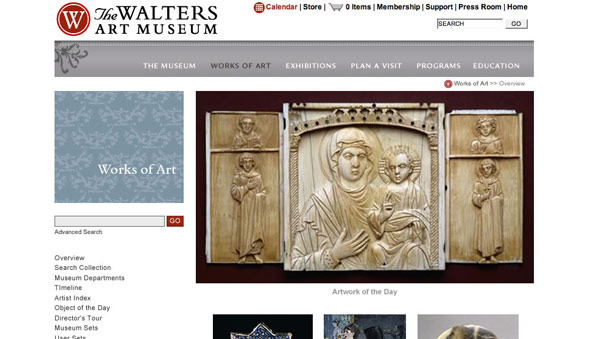 The WALTERS
ART MUSEUM
W
Calendar | Store | 0 Items | Membership | Support | Press Room | Home
SEARCH GO
THE MUSEUM WORKS OF ART EXHIBITIONS PLAN A VISIT PROGRAMS EDUCATION
Works of Art >> Overview
Works of Art
GO
Advanced Search
Overview
Search Collection
Museum Departments
Timeline
Artist Index
Object of the Day
Director's Tour
Museum Sets
User Sets
Artwork of the Day